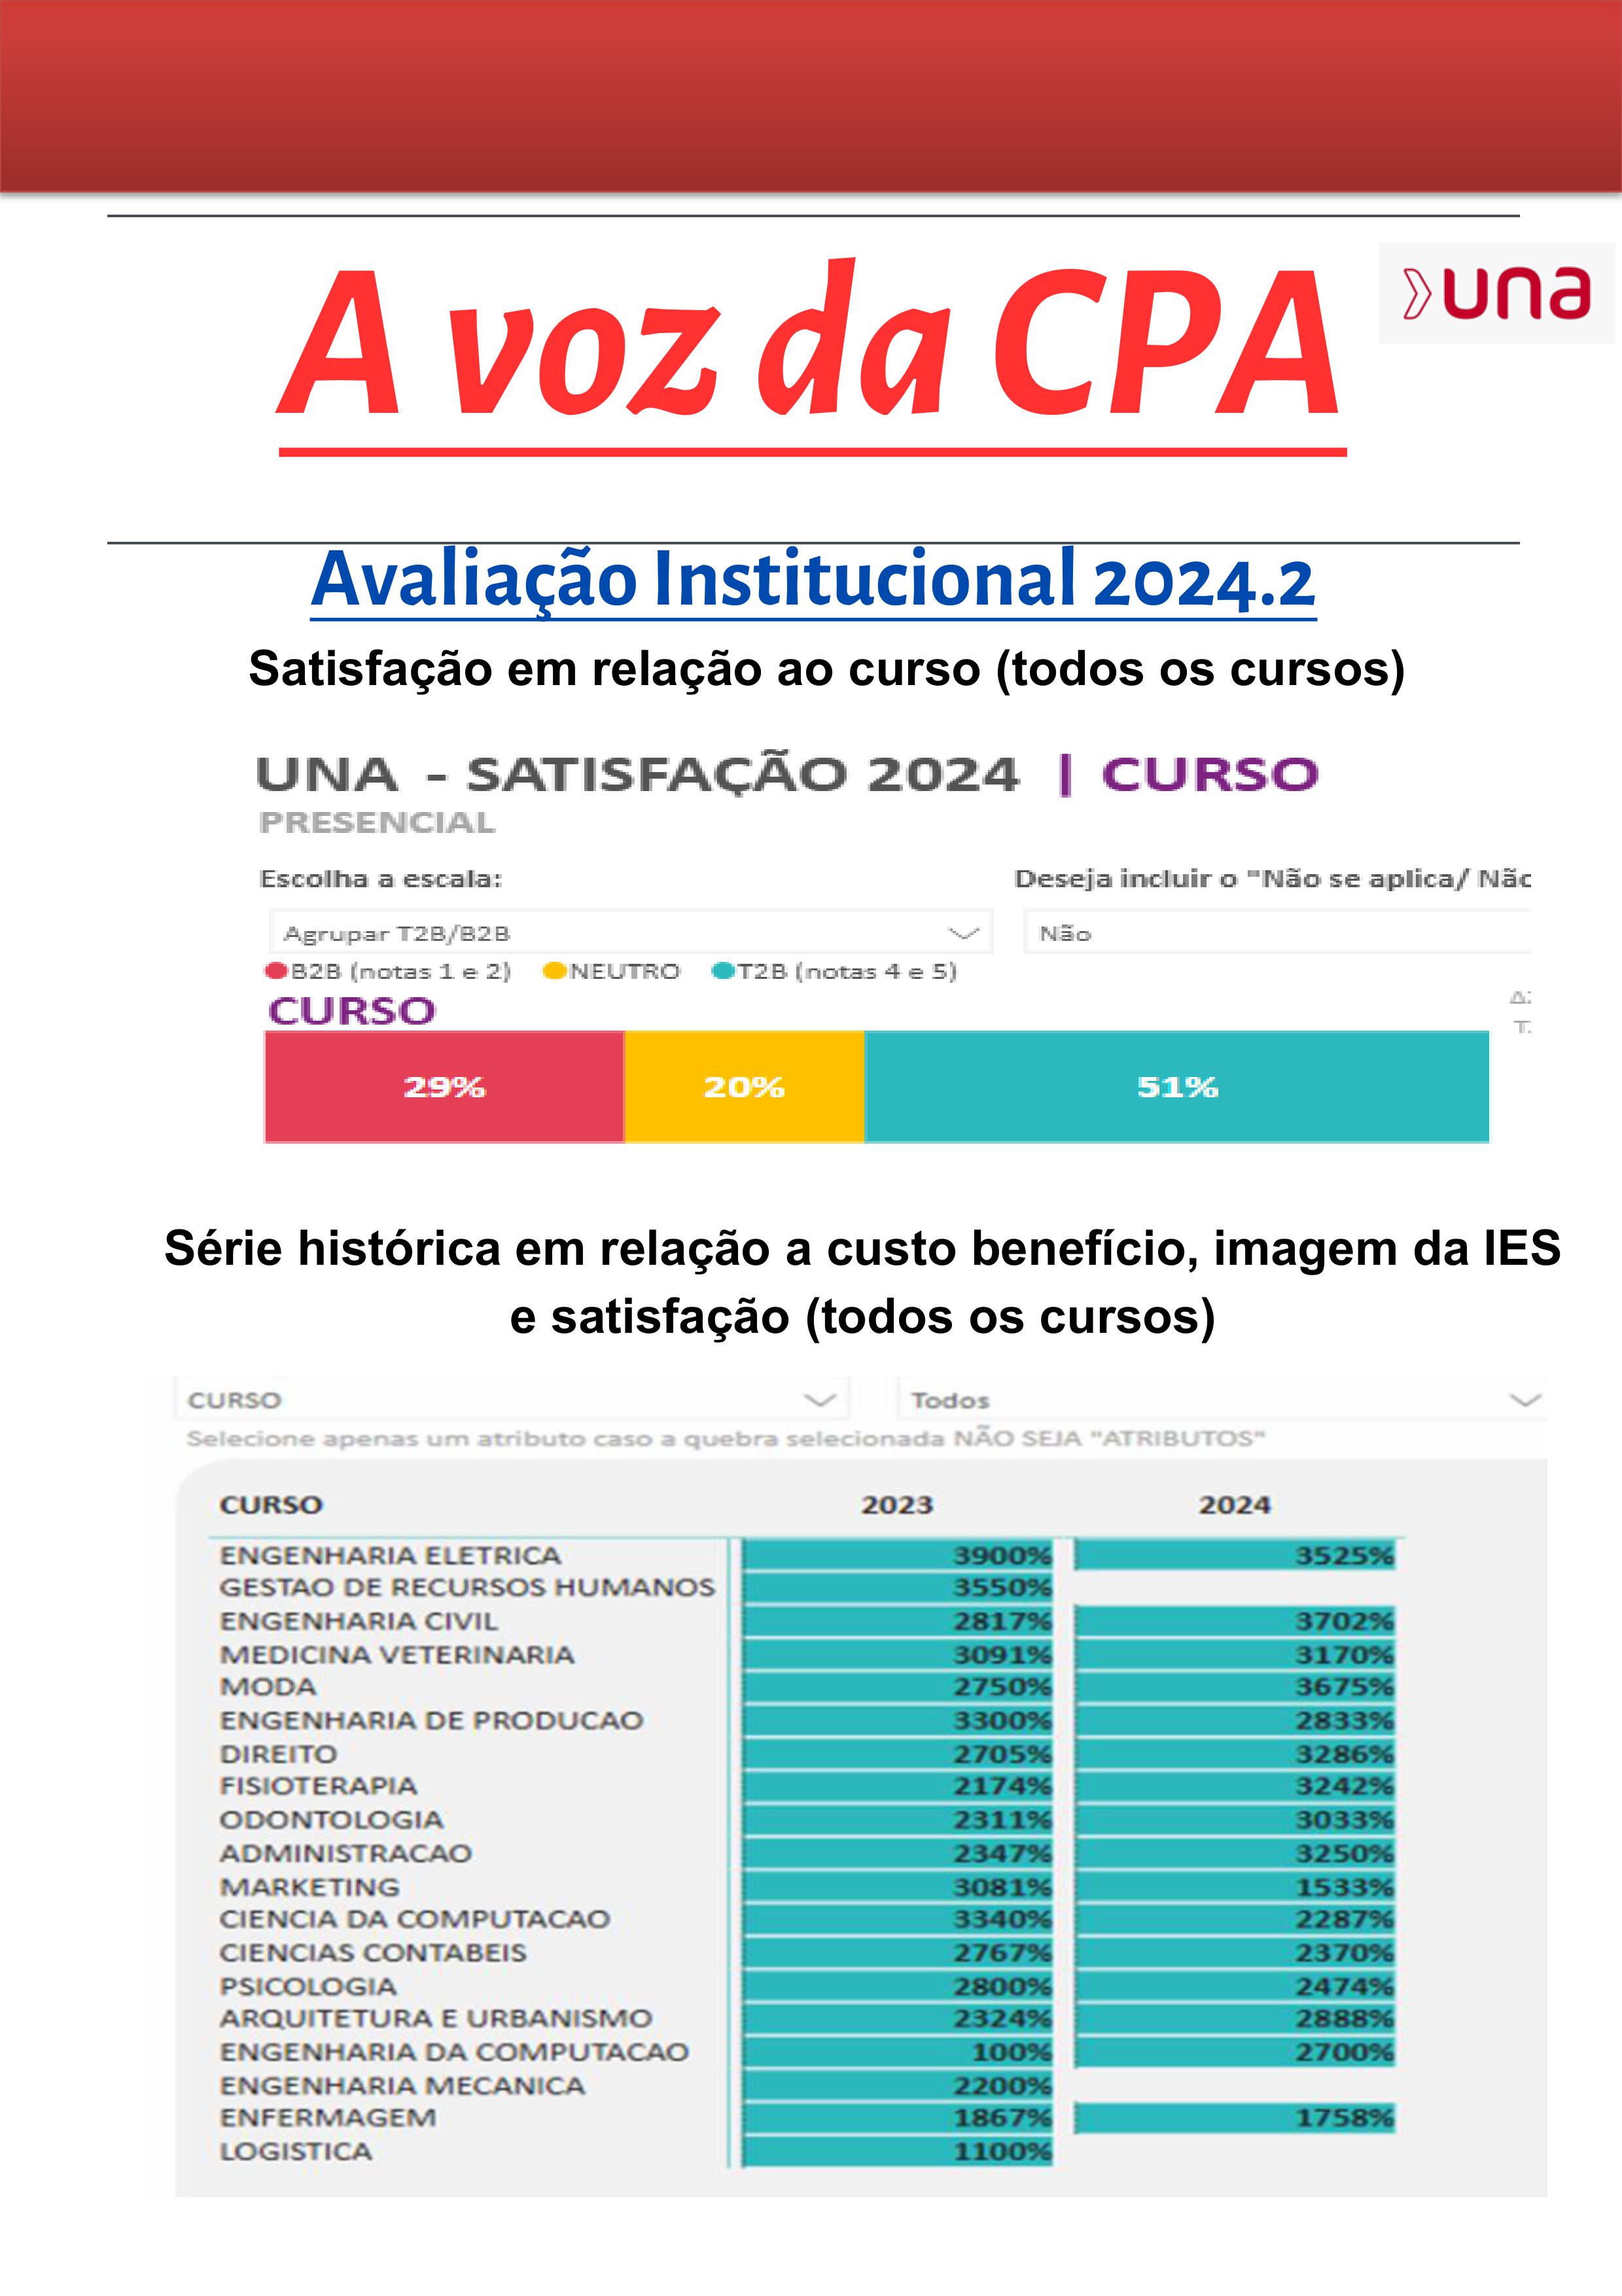 A voz da CPA
una
Avaliação Institucional 2024.2
Satisfação em relação ao curso (todos os cursos)
UNA - SATISFAÇÃO 2024 | CURSO
PRESENCIAL
Escolha a escala: Deseja incluir o "Não se aplica/ Não
Agrupar T2B/B2B Não
B2B (notas 1 e 2) NEUTRO T2B (notas 4 e 5)
CURSO
29% 20% 51%
Série histórica em relação a custo benefício, imagem da IES
e satisfação (todos os cursos)
CURSO Todos
Selecione apenas um atributo caso a quebra selecionada NÃO SEJA "ATRIBUTOS"
CURSO 2023 2024
ENGENHARIA ELETRICA 3900% 3525%
GESTAO DE RECURSOS HUMANOS 3550%
ENGENHARIA CIVIL 2817% 3702%
MEDICINA VETERINARIA 3091% 3170%
MODA 2750% 3675%
ENGENHARIA DE PRODUCAO 3300% 2833%
DIREITO 2705% 3286%
FISIOTERAPIA 2174% 3242%
ODONTOLOGIA 2311% 3033%
ADMINISTRACAO 2347% 3250%
MARKETING 3081% 1533%
CIENCIA DA COMPUTACAO 3340% 2287%
CIENCIAS CONTABEIS 2767% 2370%
PSICOLOGIA 2800% 2474%
ARQUITETURA E URBANISMO 2324% 2888%
ENGENHARIA DA COMPUTACAO 100% 2700%
ENGENHARIA MECANICA 2200%
ENFERMAGEM 1867% 1758%
LOGISTICA 1100%